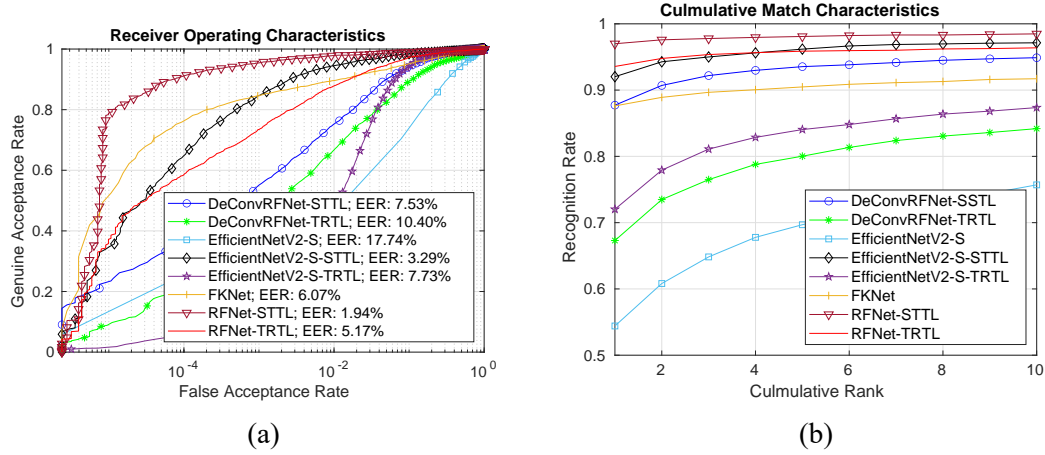 Receiver Operating Characteristics
1
0.8
0.6
0.4
0.2
0
Genuine Acceptance Rate
DeConvRFNet-STTL; EER: 7.53%
DeConvRFNet-TRTL; EER: 10.40%
EfficientNetV2-S; EER: 17.74%
EfficientNetV2-S-STTL; EER: 3.29%
EfficientNetV2-S-TRTL; EER: 7.73%
FKNet; EER: 6.07%
RFNet-STTL; EER: 1.94%
RFNet-TRTL; EER: 5.17%
10^-4
10^-2
10^0
False Acceptance Rate
(a)
Culmulative Match Characteristics
1
0.9
0.8
0.7
0.6
0.5
Recognition Rate
DeConvRFNet-SSTL
DeConvRFNet-TRTL
EfficientNetV2-S
EfficientNetV2-S-STTL
EfficientNetV2-S-TRTL
FKNet
RFNet-STTL
RFNet-TRTL
2
4
6
8
10
Culmulative Rank
(b)